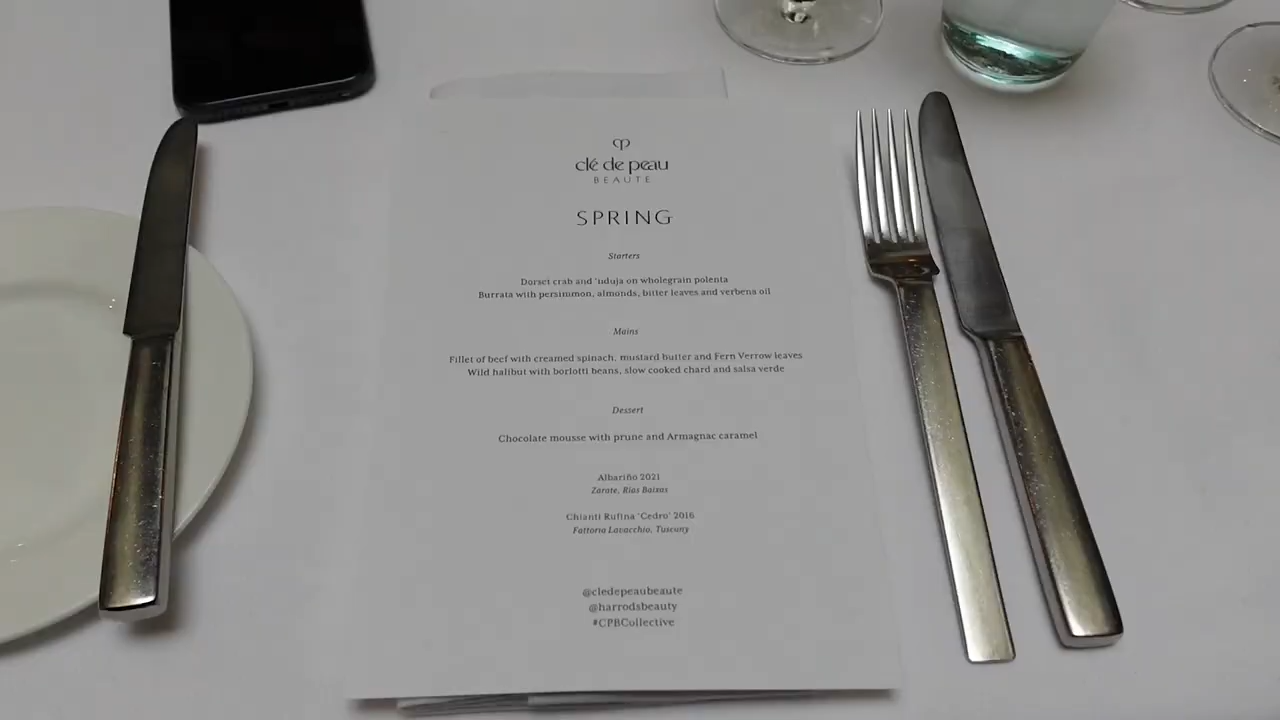 clé de peau
BEAUTÉ
SPRING
Starters
Dorset crab and 'nduja on wholegrain polenta
Burrata with persimmon, almonds, bitter leaves and verbena oil
Mains
Fillet of beef with creamed spinach, mustard butter and Fern Verrow leaves
Wild halibut with borlotti beans, slow cooked chard and salsa verde
Dessert
Chocolate mousse with prune and Armagnac caramel
Albariño 2021
Zarate, Rías Baixas
Chianti Rufina 'Cedro' 2016
Fattoria Lavacchio, Tuscany
@cledepeaubeaute
@harrodsbeauty
#CPBCollective